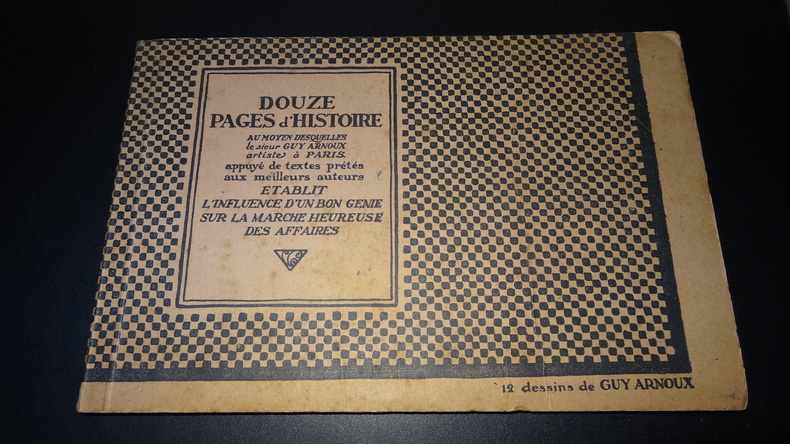 DOUZE
PAGES d'HISTOIRE
AU MOYEN DESQUELLES
le sieur GUY ARNOUX
artiste à PARIS
appuyé de textes prétés
aux meilleurs auteurs
ETABLIT
L'INFLUENCE D'UN BON GENIE
SUR LA MARCHE HEUREUSE
DES AFFAIRES
12 dessins de GUY ARNOUX